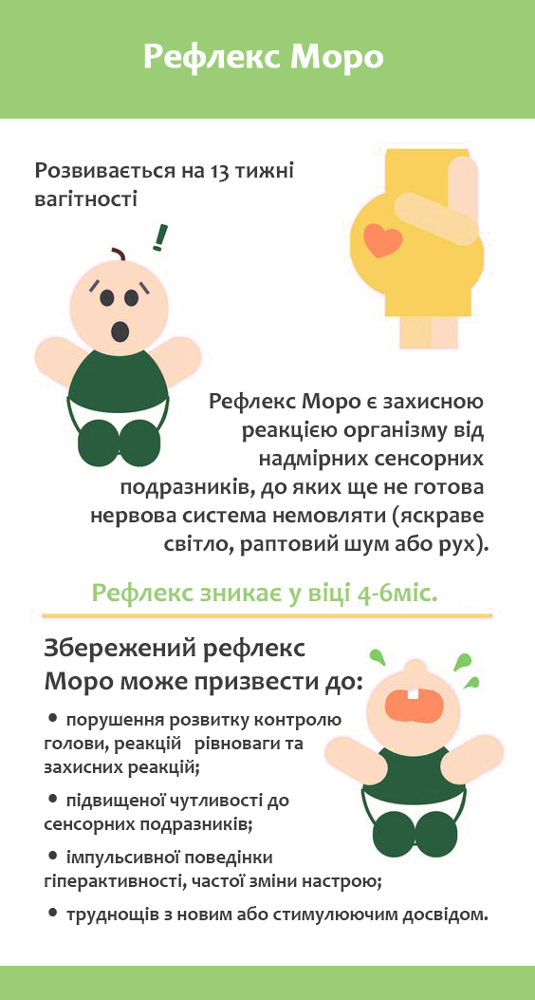 Рефлекс Моро
Розвивається на 13 тижні
вагітності
!
Рефлекс Моро є захисною
реакцією організму від
надмірних сенсорних
подразників, до яких ще не готова
нервова система немовляти (яскраве
світло, раптовий шум або рух).
Рефлекс зникає у віці 4-6міс.
Збережений рефлекс
Моро може призвести до:
• порушення розвитку контролю
голови, реакцій рівноваги та
захисних реакцій;
• підвищеної чутливості до
сенсорних подразників;
• імпульсивної поведінки
гіперактивності, частої зміни настрою;
• труднощів з новим або стимулюючим досвідом.